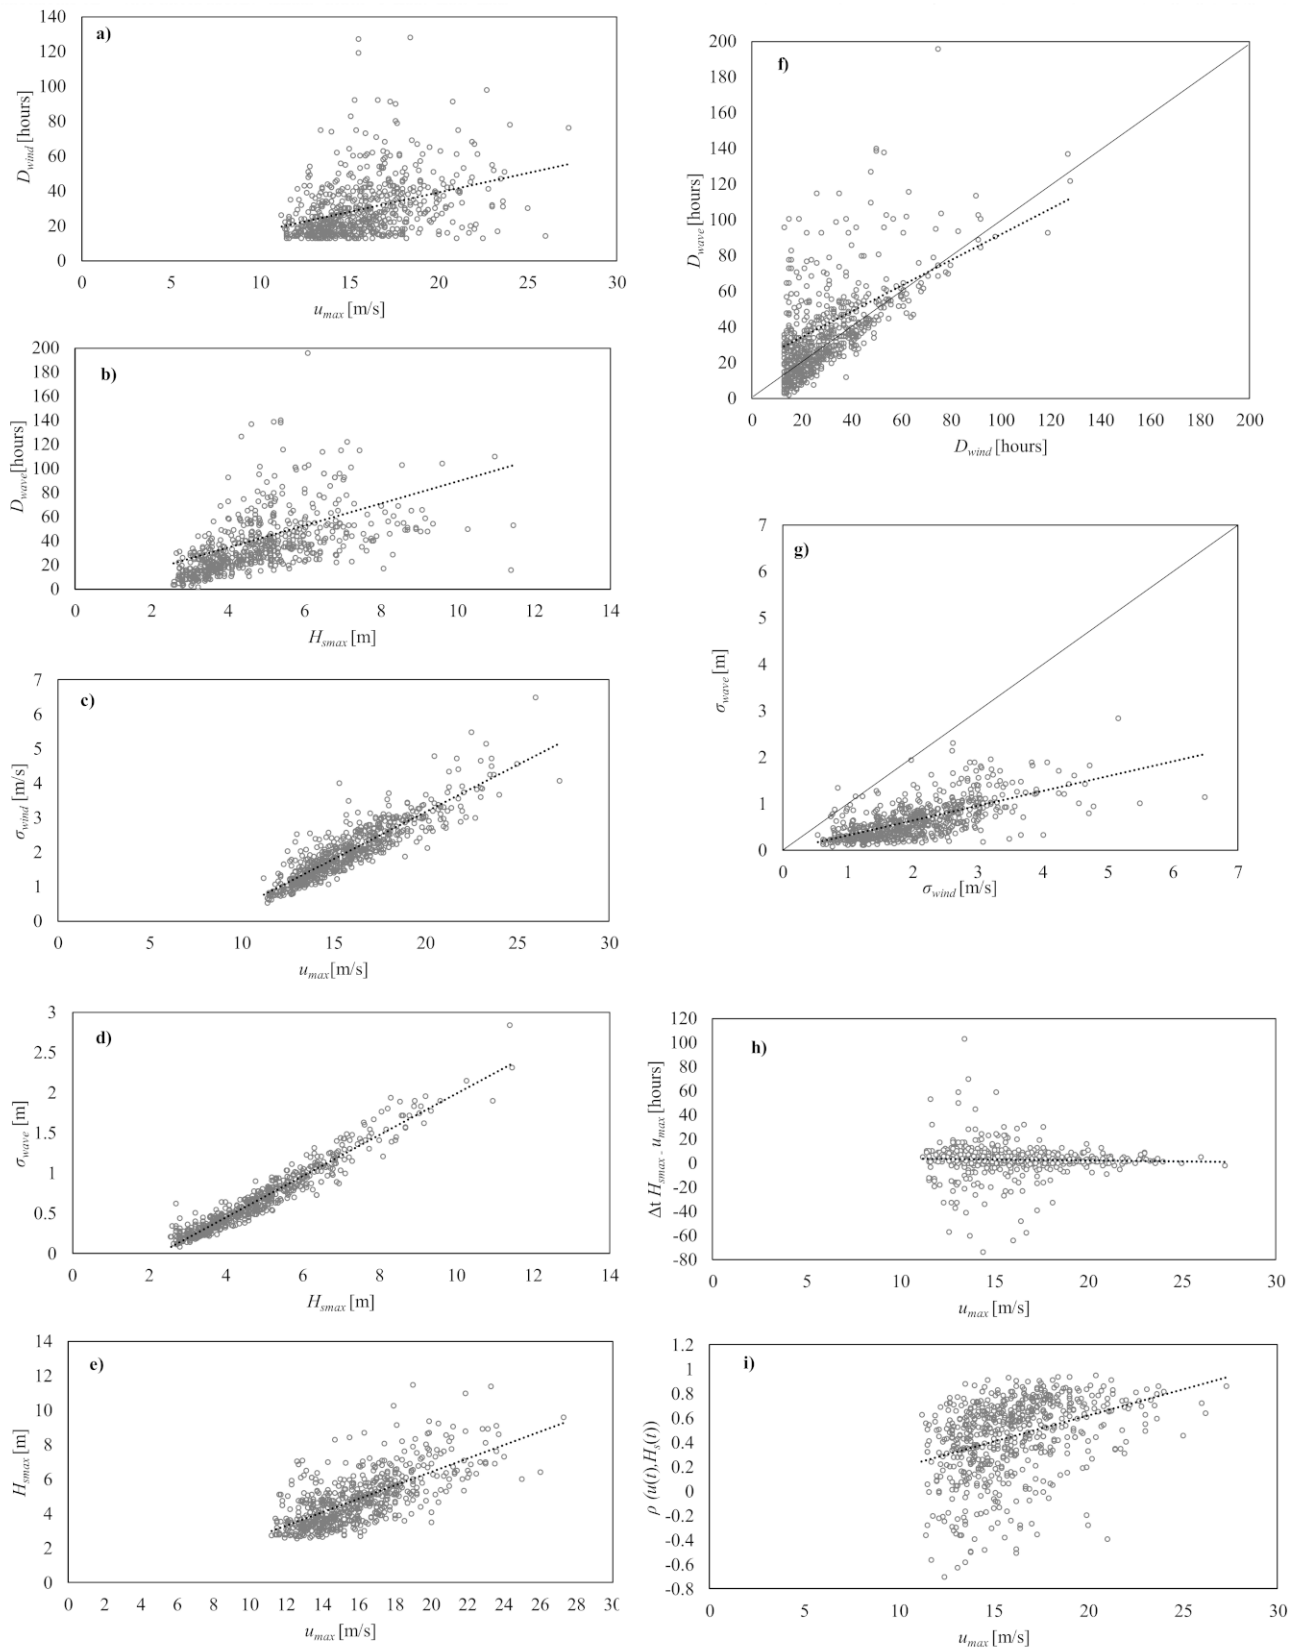 a)
140
120
100
80
60
40
20
0
D_wind [hours]
0 5 10 15 20 25 30
u_max [m/s]
b)
200
180
160
140
120
100
80
60
40
20
0
D_wave [hours]
0 2 4 6 8 10 12 14
H_smax [m]
c)
7
6
5
4
3
2
1
0
σ_wind [m/s]
0 5 10 15 20 25 30
u_max [m/s]
d)
3
2.5
2
1.5
1
0.5
0
σ_wave [m]
0 2 4 6 8 10 12 14
H_smax [m]
e)
14
12
10
8
6
4
2
0
H_smax [m]
0 2 4 6 8 10 12 14 16 18 20 22 24 26 28 30
u_max [m/s]
f)
200
180
160
140
120
100
80
60
40
20
0
D_wave [hours]
0 20 40 60 80 100 120 140 160 180 200
D_wind [hours]
g)
7
6
5
4
3
2
1
0
σ_wave [m]
0 1 2 3 4 5 6 7
σ_wind [m/s]
h)
120
100
80
60
40
20
0
-20
-40
-60
-80
Δt H_smax - u_max [hours]
0 5 10 15 20 25 30
u_max [m/s]
i)
1.2
1
0.8
0.6
0.4
0.2
0
-0.2
-0.4
-0.6
-0.8
ρ (u(t),H_s(t))
0 5 10 15 20 25 30
u_max [m/s]